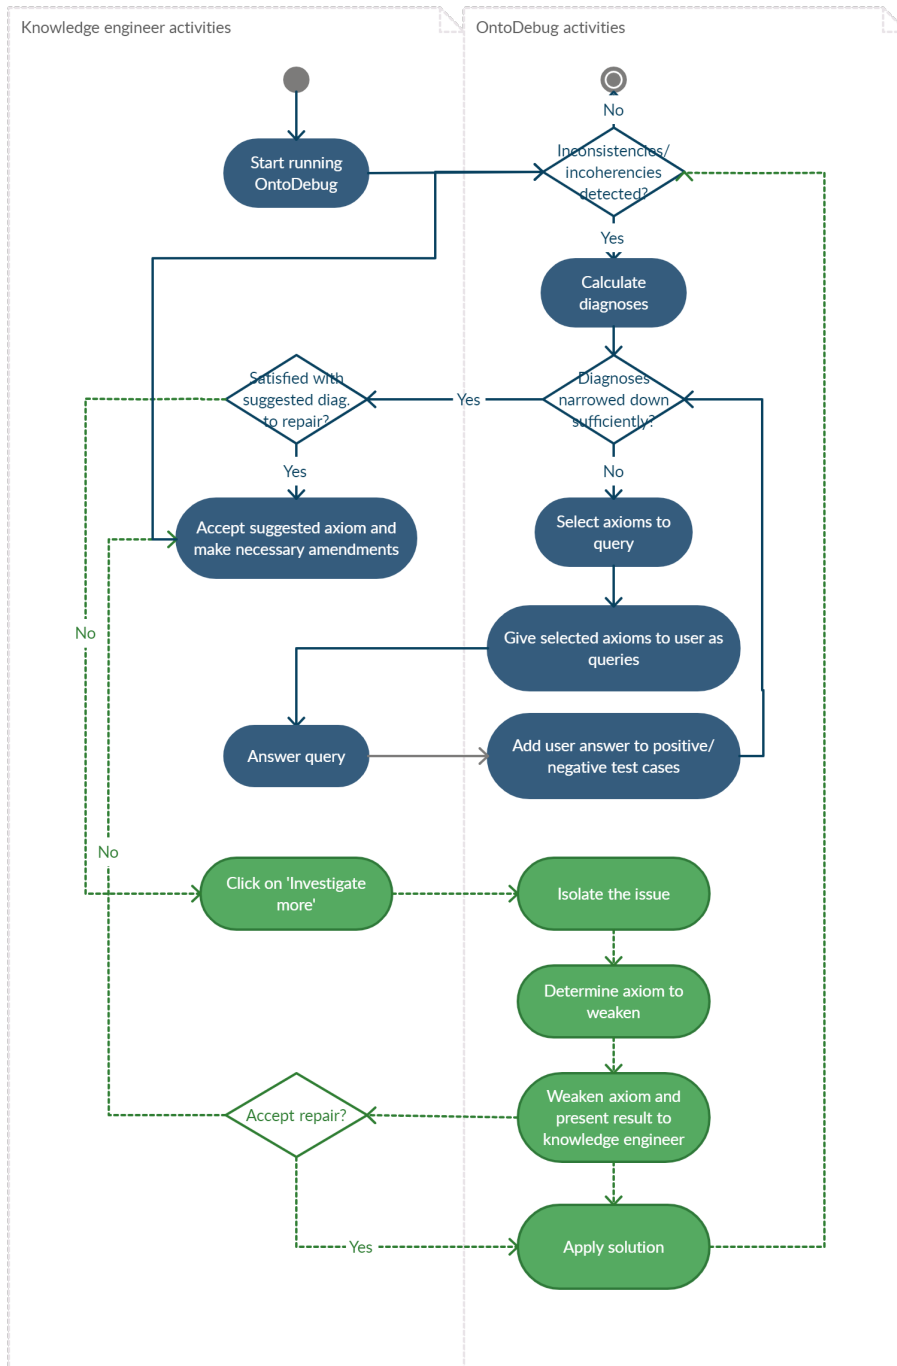 Knowledge engineer activities
OntoDebug activities
No
Start running
OntoDebug
Inconsistencies/
incoherencies
detected?
Yes
Calculate
diagnoses
Satisfied with
suggested diag.
to repair?
Yes
Diagnoses
narrowed down
sufficiently?
Yes
No
Accept suggested axiom and
make necessary amendments
Select axioms to
query
No
Give selected axioms to user as
queries
Answer query
Add user answer to positive/
negative test cases
No
Click on 'Investigate
more'
Isolate the issue
Determine axiom to
weaken
Weaken axiom and
present result to
knowledge engineer
Accept repair?
Yes
Apply solution